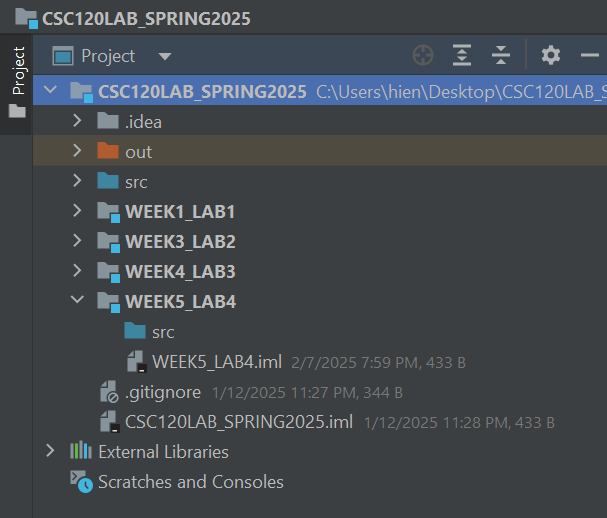 CSC120LAB_SPRING2025
Project
Project
CSC120LAB_SPRING2025 C:\Users\hien\Desktop\CSC120LAB_S
.idea
out
src
WEEK1_LAB1
WEEK3_LAB2
WEEK4_LAB3
WEEK5_LAB4
src
WEEK5_LAB4.iml 2/7/2025 7:59 PM, 433 B
.gitignore 1/12/2025 11:27 PM, 344 B
CSC120LAB_SPRING2025.iml 1/12/2025 11:28 PM, 433 B
External Libraries
Scratches and Consoles